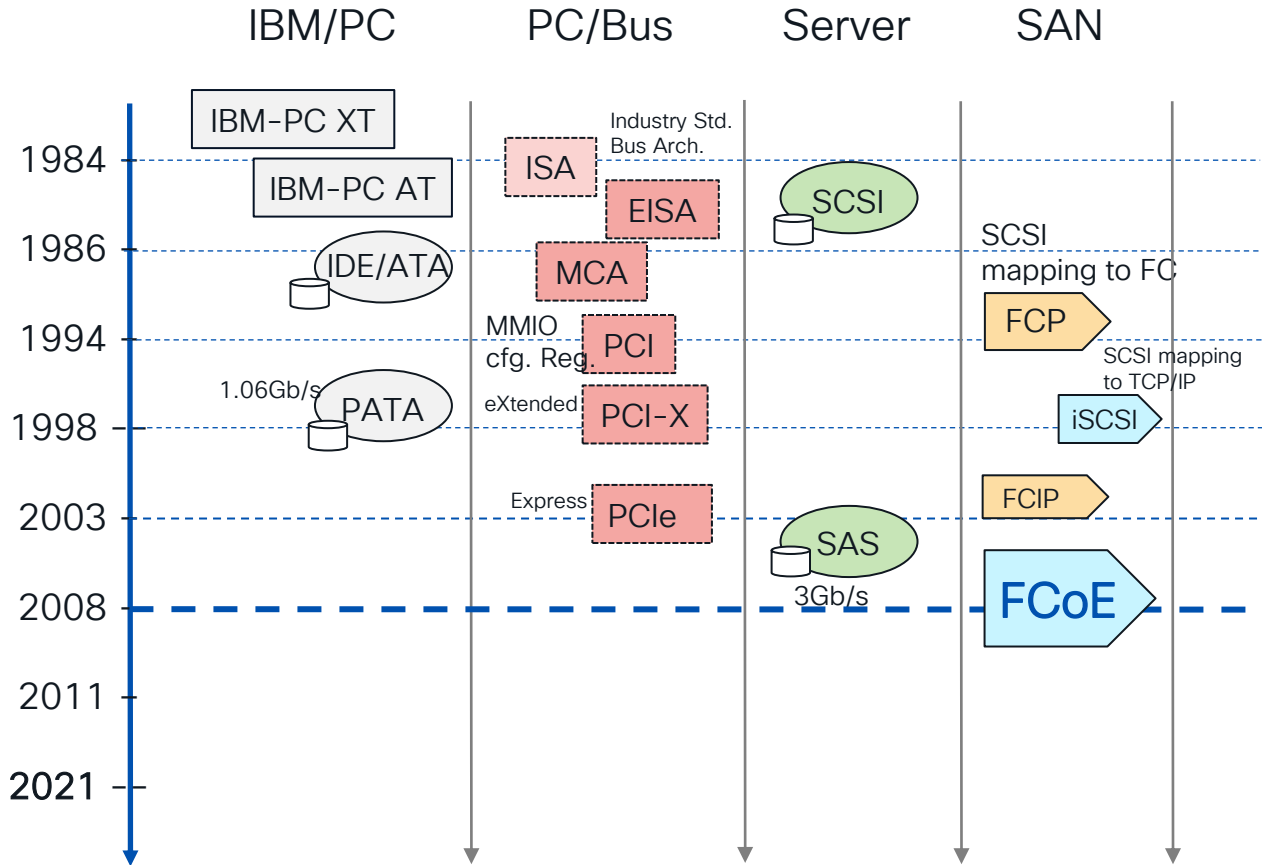 IBM/PC
PC/Bus
Server
SAN
IBM-PC XT
Industry Std.
Bus Arch.
1984
ISA
IBM-PC AT
EISA
SCSI
1986
SCSI
mapping to FC
IDE/ATA
MCA
FCP
MMIO
cfg. Reg.
1994
PCI
SCSI mapping
to TCP/IP
1.06Gb/s
PATA
eXtended
PCI-X
iSCSI
1998
Express
PCIe
FCIP
2003
SAS
3Gb/s
FCoE
2008
2011
2021